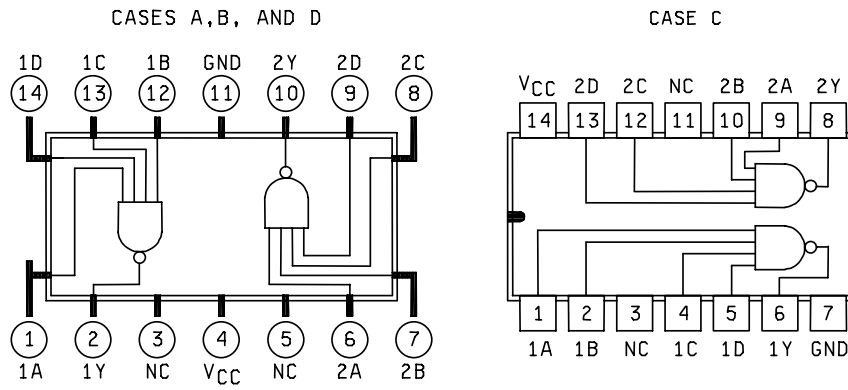 CASES A,B, AND D
1D 1C 1B GND 2Y 2D 2C
14 13 12 11 10 9 8
1 2 3 4 5 6 7
1A 1Y NC VCC NC 2A 2B
CASE C
VCC 2D 2C NC 2B 2A 2Y
14 13 12 11 10 9 8
1 2 3 4 5 6 7
1A 1B NC 1C 1D 1Y GND